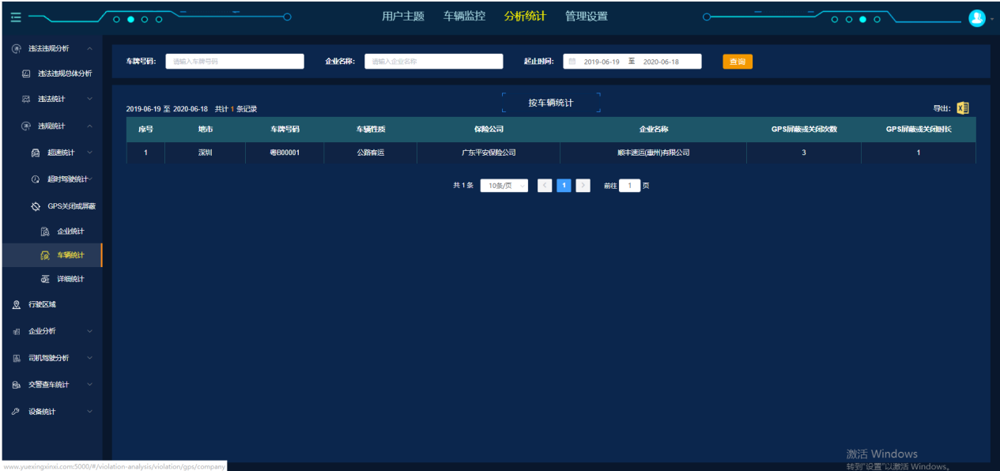 用户主题 车辆监控 分析统计 管理设置
违法违规分析
违法违规总体分析
违法统计
违规统计
超速统计
超时驾驶统计
GPS关闭或屏蔽
企业统计
车辆统计
详细统计
行驶区域
企业分析
司机驾驶分析
交警查车统计
设备统计
车牌号码: 请输入车牌号码 企业名称: 请输入企业名称 起止时间: 2019-06-19 至 2020-06-18 查询
按车辆统计
2019-06-19 至 2020-06-18 共计 1 条记录 导出:
序号 地市 车牌号码 车辆性质 保险公司 企业名称 GPS屏蔽或关闭次数 GPS屏蔽或关闭时长
1 深圳 粤B00001 公路客运 广东平安保险公司 顺丰速运(惠州)有限公司 3 1
共 1 条 10条/页 1 前往 1 页
激活 Windows
转到"设置"以激活 Windows。
www.yuexingxinxi.com:5000/#/violation-analysis/violation/gps/company